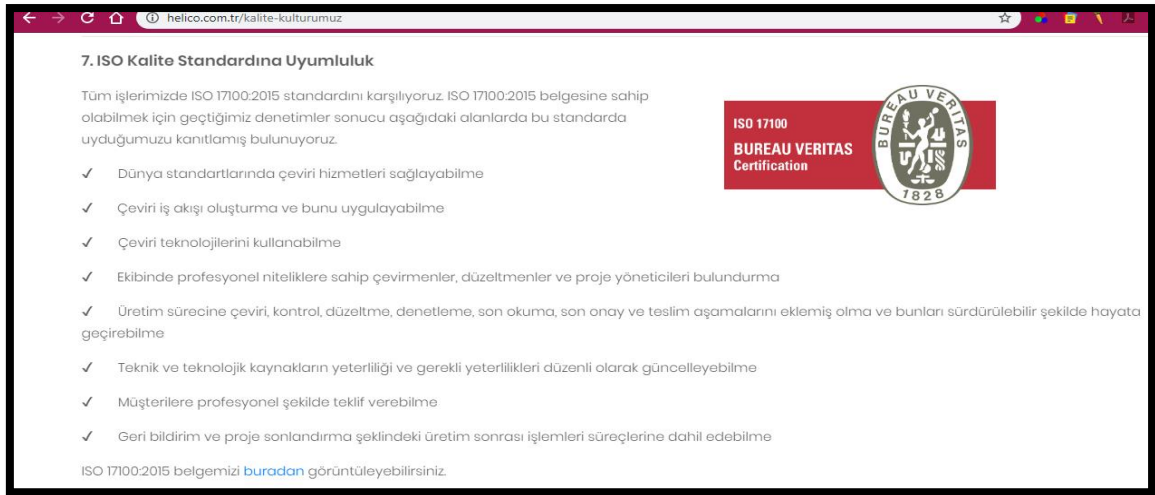 helico.com.tr/kalite-kulturumuz
7. ISO Kalite Standardına Uyumluluk
Tüm işlerimizde ISO 17100:2015 standardını karşılıyoruz. ISO 17100:2015 belgesine sahip
olabilmek için geçtiğimiz denetimler sonucu aşağıdaki alanlarda bu standarda
uyduğumuzu kanıtlamış bulunuyoruz.
ISO 17100
BUREAU VERITAS
Certification
BUREAU VERITAS
1828
✓ Dünya standartlarında çeviri hizmetleri sağlayabilme
✓ Çeviri iş akışı oluşturma ve bunu uygulayabilme
✓ Çeviri teknolojilerini kullanabilme
✓ Ekibinde profesyonel niteliklere sahip çevirmenler, düzeltmenler ve proje yöneticileri bulundurma
✓ Üretim sürecine çeviri, kontrol, düzeltme, denetleme, son okuma, son onay ve teslim aşamalarını eklemiş olma ve bunları sürdürülebilir şekilde hayata
geçirebilme
✓ Teknik ve teknolojik kaynakların yeterliliği ve gerekli yeterlilikleri düzenli olarak güncelleyebilme
✓ Müşterilere profesyonel şekilde teklif verebilme
✓ Geri bildirim ve proje sonlandırma şeklindeki üretim sonrası işlemleri süreçlerine dahil edebilme
ISO 17100:2015 belgemizi buradan görüntüleyebilirsiniz.